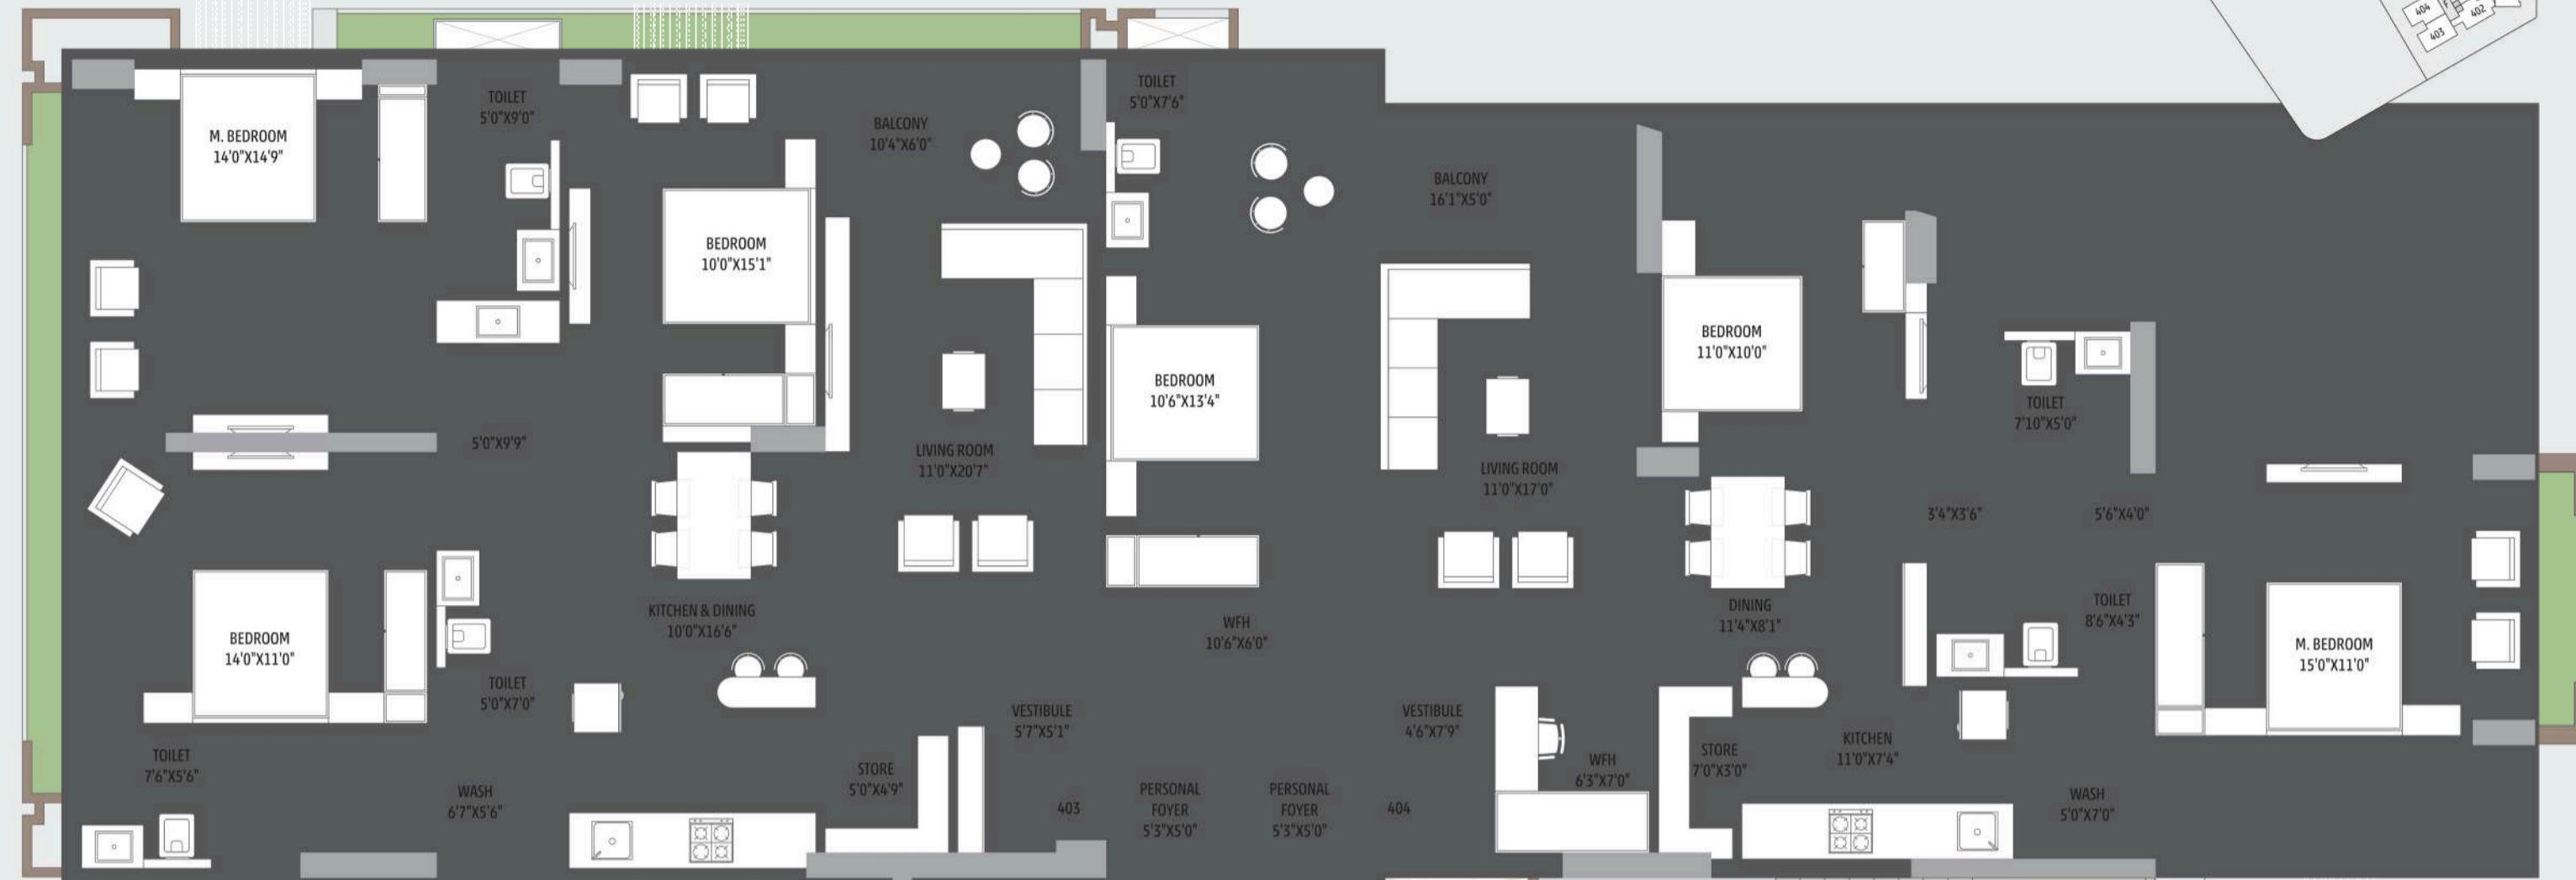 404
F
402
403
TOILET
5'0"X9'0"
M. BEDROOM
14'0"X14'9"
BALCONY
10'4"X6'0"
TOILET
5'0"X7'6"
BALCONY
16'1"X5'0"
BEDROOM
10'0"X15'1"
BEDROOM
11'0"X10'0"
BEDROOM
10'6"X13'4"
TOILET
7'10"X5'0"
5'0"X9'9"
LIVING ROOM
11'0"X20'7"
LIVING ROOM
11'0"X17'0"
3'4"X3'6"
5'6"X4'0"
BEDROOM
14'0"X11'0"
KITCHEN & DINING
10'0"X16'6"
WFH
10'6"X6'0"
DINING
11'4"X8'1"
TOILET
8'6"X4'3"
M. BEDROOM
15'0"X11'0"
TOILET
5'0"X7'0"
VESTIBULE
5'7"X5'1"
VESTIBULE
4'6"X7'9"
TOILET
7'6"X5'6"
WASH
6'7"X5'6"
STORE
5'0"X4'9"
403
PERSONAL
FOYER
5'3"X5'0"
PERSONAL
FOYER
5'3"X5'0"
404
WFH
6'3"X7'0"
STORE
7'0"X3'0"
KITCHEN
11'0"X7'4"
WASH
5'0"X7'0"